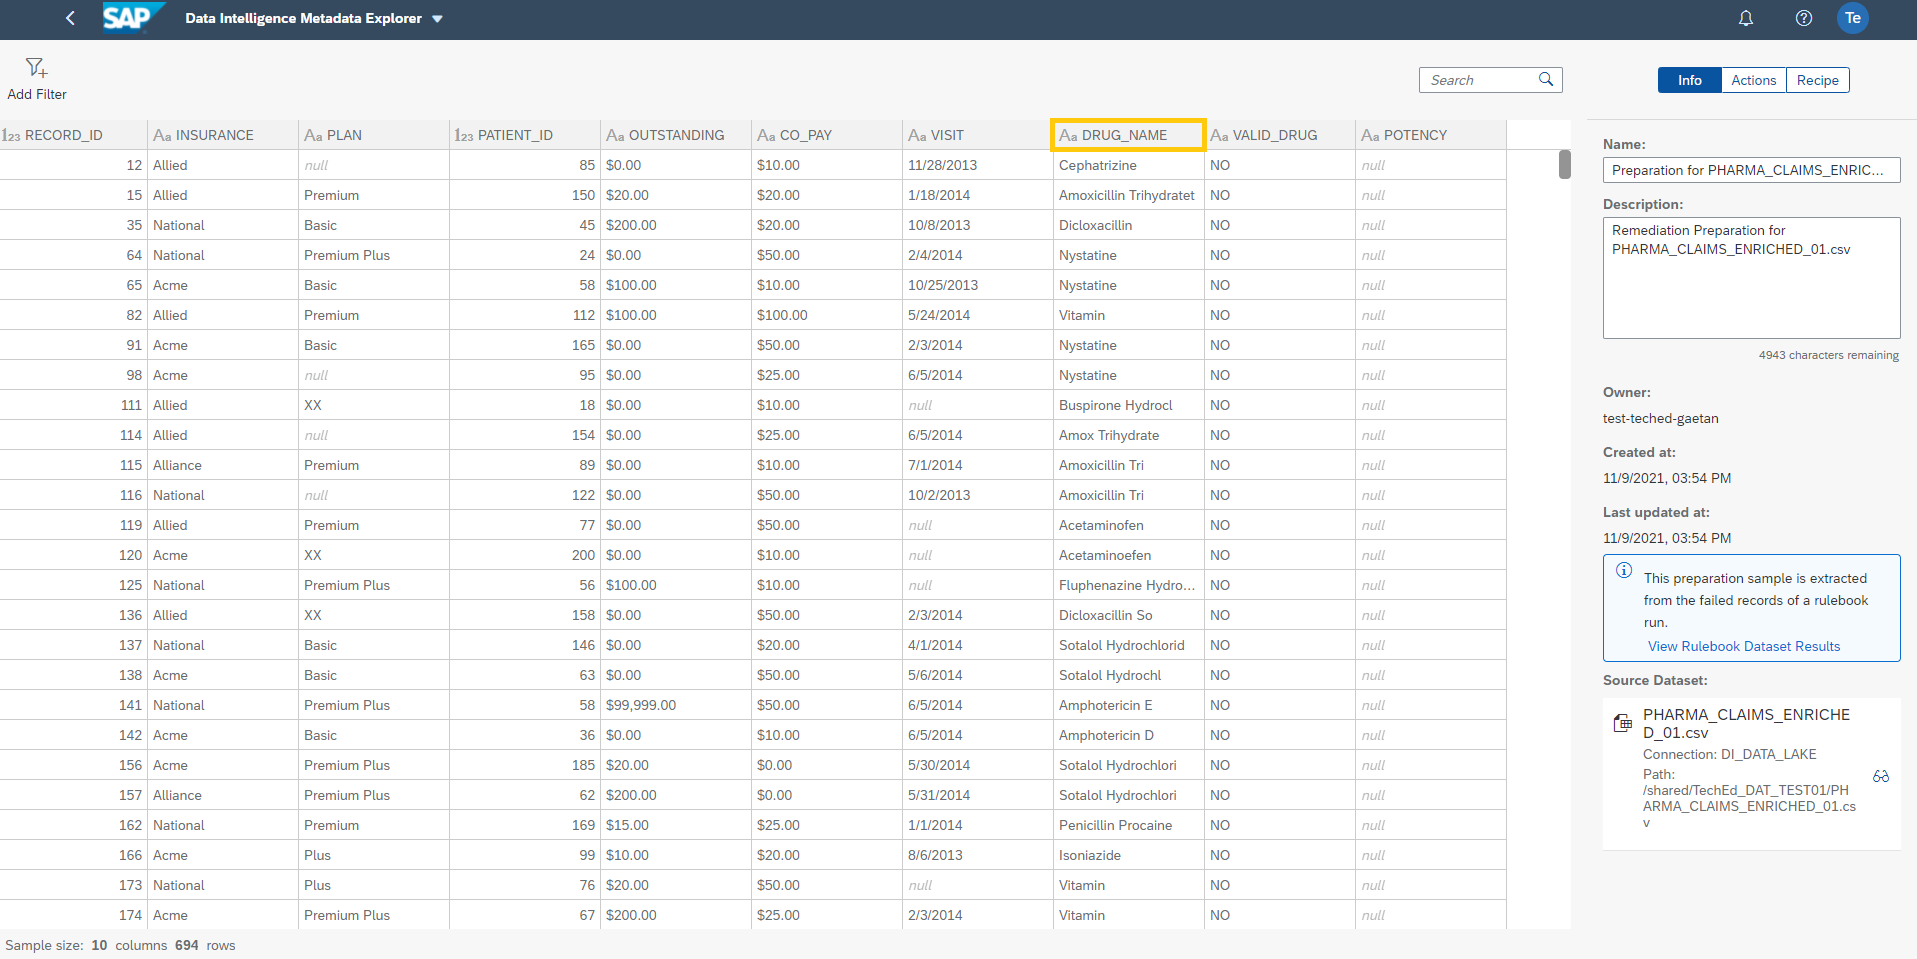 SAP Data Intelligence Metadata Explorer Te
Add Filter
Search Info Actions Recipe
123 RECORD_ID Aa INSURANCE Aa PLAN 123 PATIENT_ID Aa OUTSTANDING Aa CO_PAY Aa VISIT Aa DRUG_NAME Aa VALID_DRUG Aa POTENCY
12 Allied null 85 $0.00 $10.00 11/28/2013 Cephatrizine NO null
15 Allied Premium 150 $20.00 $20.00 1/18/2014 Amoxicillin Trihydratet NO null
35 National Basic 45 $200.00 $20.00 10/8/2013 Dicloxacillin NO null
64 National Premium Plus 24 $0.00 $50.00 2/4/2014 Nystatine NO null
65 Acme Basic 58 $100.00 $10.00 10/25/2013 Nystatine NO null
82 Allied Premium 112 $100.00 $100.00 5/24/2014 Vitamin NO null
91 Acme Basic 165 $0.00 $50.00 2/3/2014 Nystatine NO null
98 Acme null 95 $0.00 $25.00 6/5/2014 Nystatine NO null
111 Allied XX 18 $0.00 $10.00 null Buspirone Hydrocl NO null
114 Allied null 154 $0.00 $25.00 6/5/2014 Amox Trihydrate NO null
115 Alliance Premium 89 $0.00 $10.00 7/1/2014 Amoxicillin Tri NO null
116 National null 122 $0.00 $50.00 10/2/2013 Amoxicillin Tri NO null
119 Allied Premium 77 $0.00 $50.00 null Acetaminofen NO null
120 Acme XX 200 $0.00 $10.00 null Acetaminoefen NO null
125 National Premium Plus 56 $100.00 $10.00 null Fluphenazine Hydro... NO null
136 Allied XX 158 $0.00 $50.00 2/3/2014 Dicloxacillin So NO null
137 National Basic 146 $0.00 $20.00 4/1/2014 Sotalol Hydrochlorid NO null
138 Acme Basic 63 $0.00 $50.00 5/6/2014 Sotalol Hydrochl NO null
141 National Premium Plus 58 $99,999.00 $50.00 6/5/2014 Amphotericin E NO null
142 Acme Basic 36 $0.00 $10.00 6/5/2014 Amphotericin D NO null
156 Acme Premium Plus 185 $20.00 $0.00 5/30/2014 Sotalol Hydrochlori NO null
157 Alliance Premium Plus 62 $200.00 $0.00 5/31/2014 Sotalol Hydrochlori NO null
162 National Premium 169 $15.00 $25.00 1/1/2014 Penicillin Procaine NO null
166 Acme Plus 99 $10.00 $20.00 8/6/2013 Isoniazide NO null
173 National Plus 76 $20.00 $50.00 null Vitamin NO null
174 Acme Premium Plus 67 $200.00 $25.00 2/3/2014 Vitamin NO null
Sample size: 10 columns 694 rows
Name:
Preparation for PHARMA_CLAIMS_ENRIC...
Description:
Remediation Preparation for
PHARMA_CLAIMS_ENRICHED_01.csv
4943 characters remaining
Owner:
test-teched-gaetan
Created at:
11/9/2021, 03:54 PM
Last updated at:
11/9/2021, 03:54 PM
This preparation sample is extracted
from the failed records of a rulebook
run.
View Rulebook Dataset Results
Source Dataset:
PHARMA_CLAIMS_ENRICHE
D_01.csv
Connection: DI_DATA_LAKE
Path:
/shared/TechEd_DAT_TEST01/PH
ARMA_CLAIMS_ENRICHED_01.cs
v